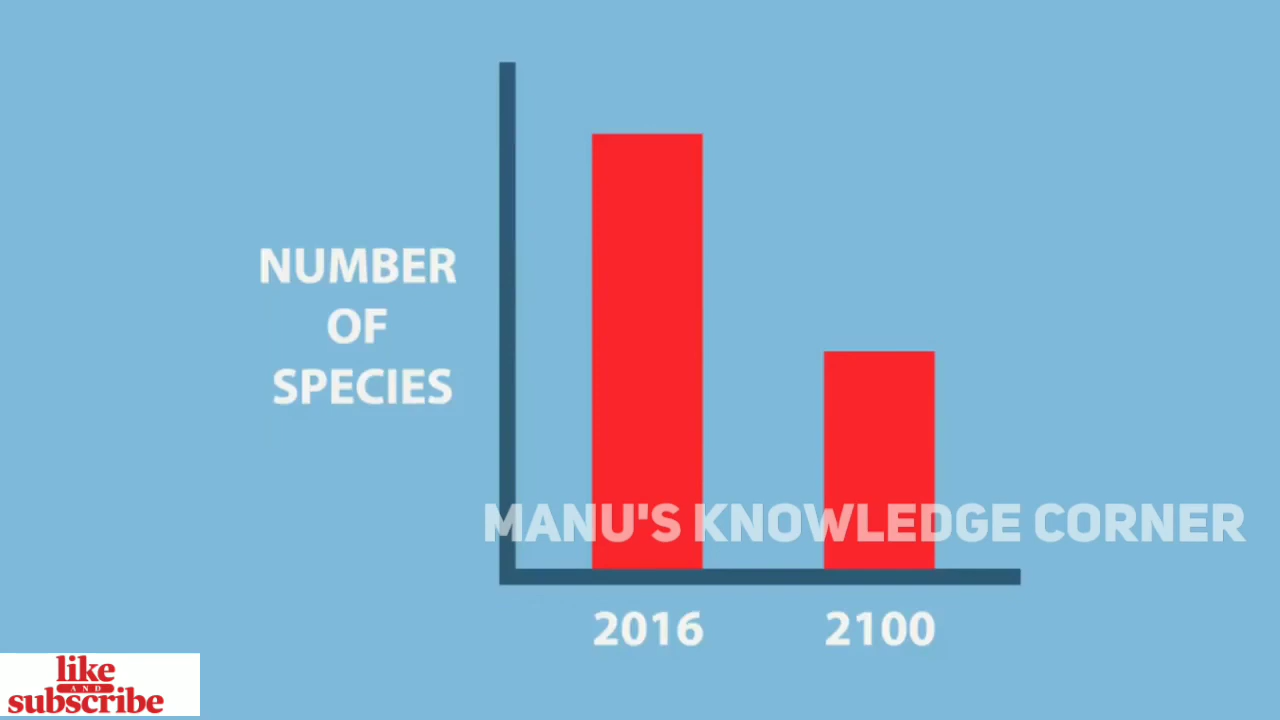 NUMBER
OF
SPECIES
MANU'S KNOWLEDGE CORNER
2016 2100
like
AND
subscribe